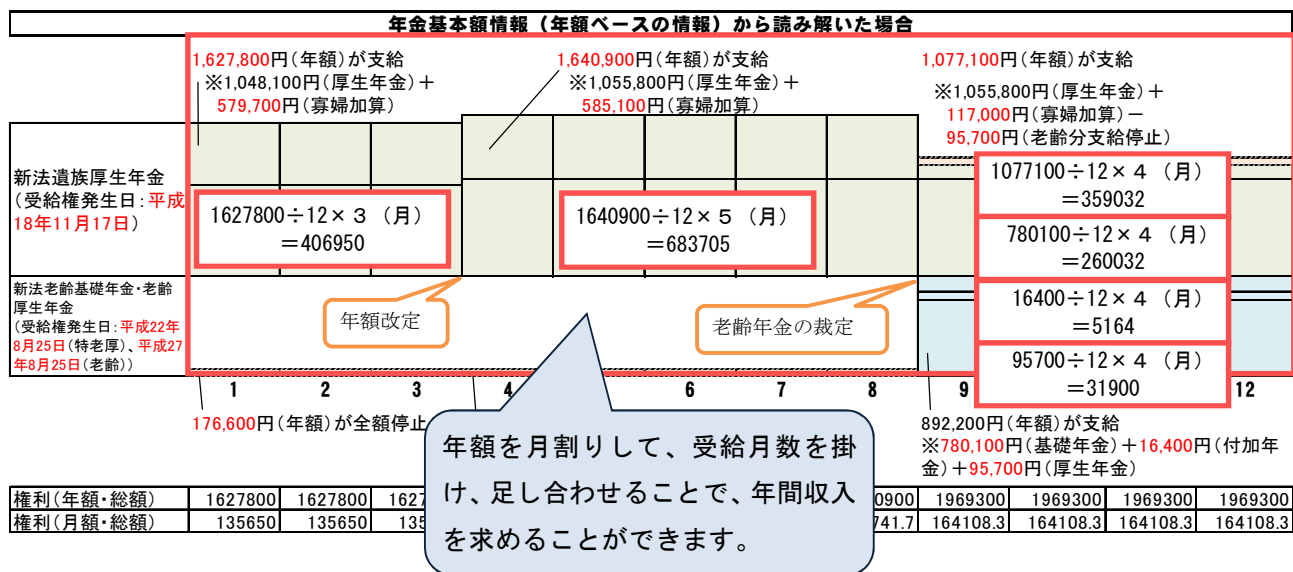 年金基本額情報（年額ベースの情報）から読み解いた場合
1,627,800円（年額）が支給
※1,048,100円（厚生年金）＋
579,700円（寡婦加算）
1,640,900円（年額）が支給
※1,055,800円（厚生年金）＋
585,100円（寡婦加算）
1,077,100円（年額）が支給
※1,055,800円（厚生年金）＋
117,000円（寡婦加算）－
95,700円（老齢分支給停止）
新法遺族厚生年金
（受給権発生日：平成
18年11月17日）
1627800÷12×３（月）
＝406950
1640900÷12×５（月）
＝683705
1077100÷12×４（月）
＝359032
780100÷12×４（月）
＝260032
16400÷12×４（月）
＝5164
95700÷12×４（月）
＝31900
新法老齢基礎年金・老齢
厚生年金
（受給権発生日：平成22年
8月25日（特老厚）、平成27
年8月25日（老齢））
年額改定
老齢年金の裁定
1 2 3 4 6 7 8 9 12
176,600円（年額）が全額停止
年額を月割りして、受給月数を掛
け、足し合わせることで、年間収入
を求めることができます。
892,200円（年額）が支給
※780,100円（基礎年金）＋16,400円（付加年
金）＋95,700円（厚生年金）
権利（年額・総額） 1627800 1627800 1969300 1969300 1969300 1969300
権利（月額・総額） 135650 135650 164108.3 164108.3 164108.3 164108.3